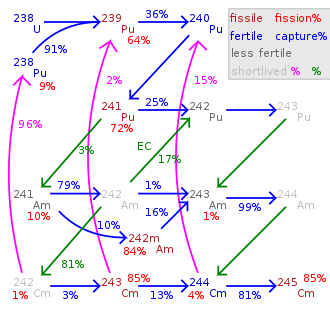 238 U
239 Pu
36%
240 Pu
fissile fission%
fertile capture%
less fertile
shortlived % %
91%
64%
238 Pu
9%
2%
15%
241 Pu
25%
242 Pu
243 Pu
72%
96%
3%
EC
17%
241 Am
79%
242 Am
1%
243 Am
244 Am
10%
16%
1%
99%
10%
242m Am
84%
81%
242 Cm
1%
3%
243 Cm
85%
13%
244 Cm
4%
81%
245 Cm
85%